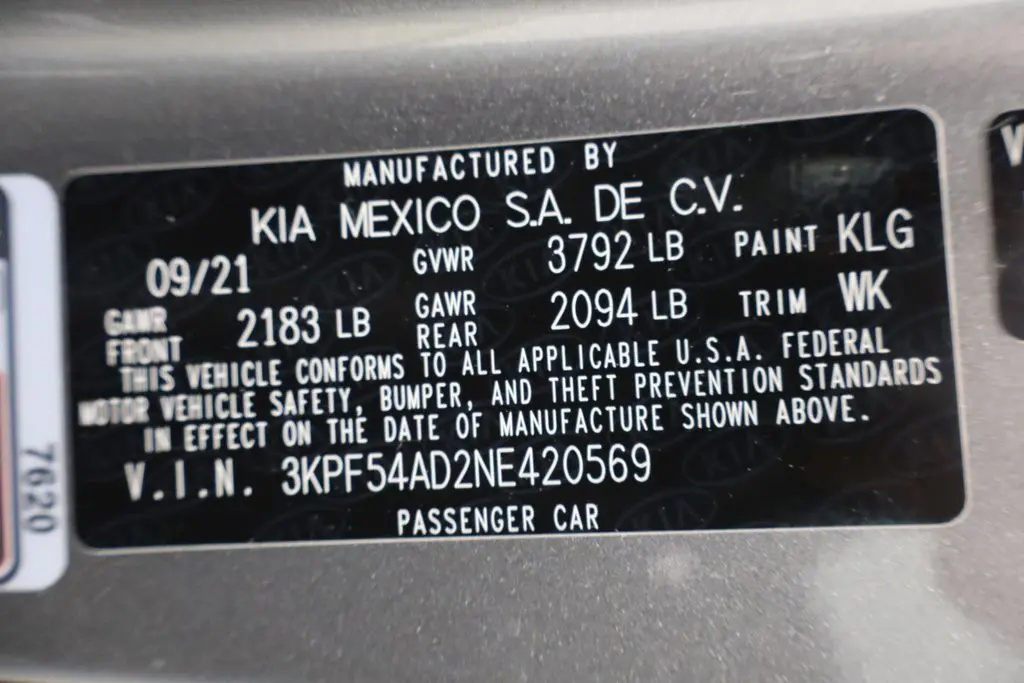 MANUFACTURED BY
KIA MEXICO S.A. DE C.V.
09/21 GVWR 3792 LB PAINT KLG
GAWR FRONT 2183 LB GAWR REAR 2094 LB TRIM WK
THIS VEHICLE CONFORMS TO ALL APPLICABLE U.S.A. FEDERAL
MOTOR VEHICLE SAFETY, BUMPER, AND THEFT PREVENTION STANDARDS
IN EFFECT ON THE DATE OF MANUFACTURE SHOWN ABOVE.
V.I.N. 3KPF54AD2NE420569
PASSENGER CAR
7620
V